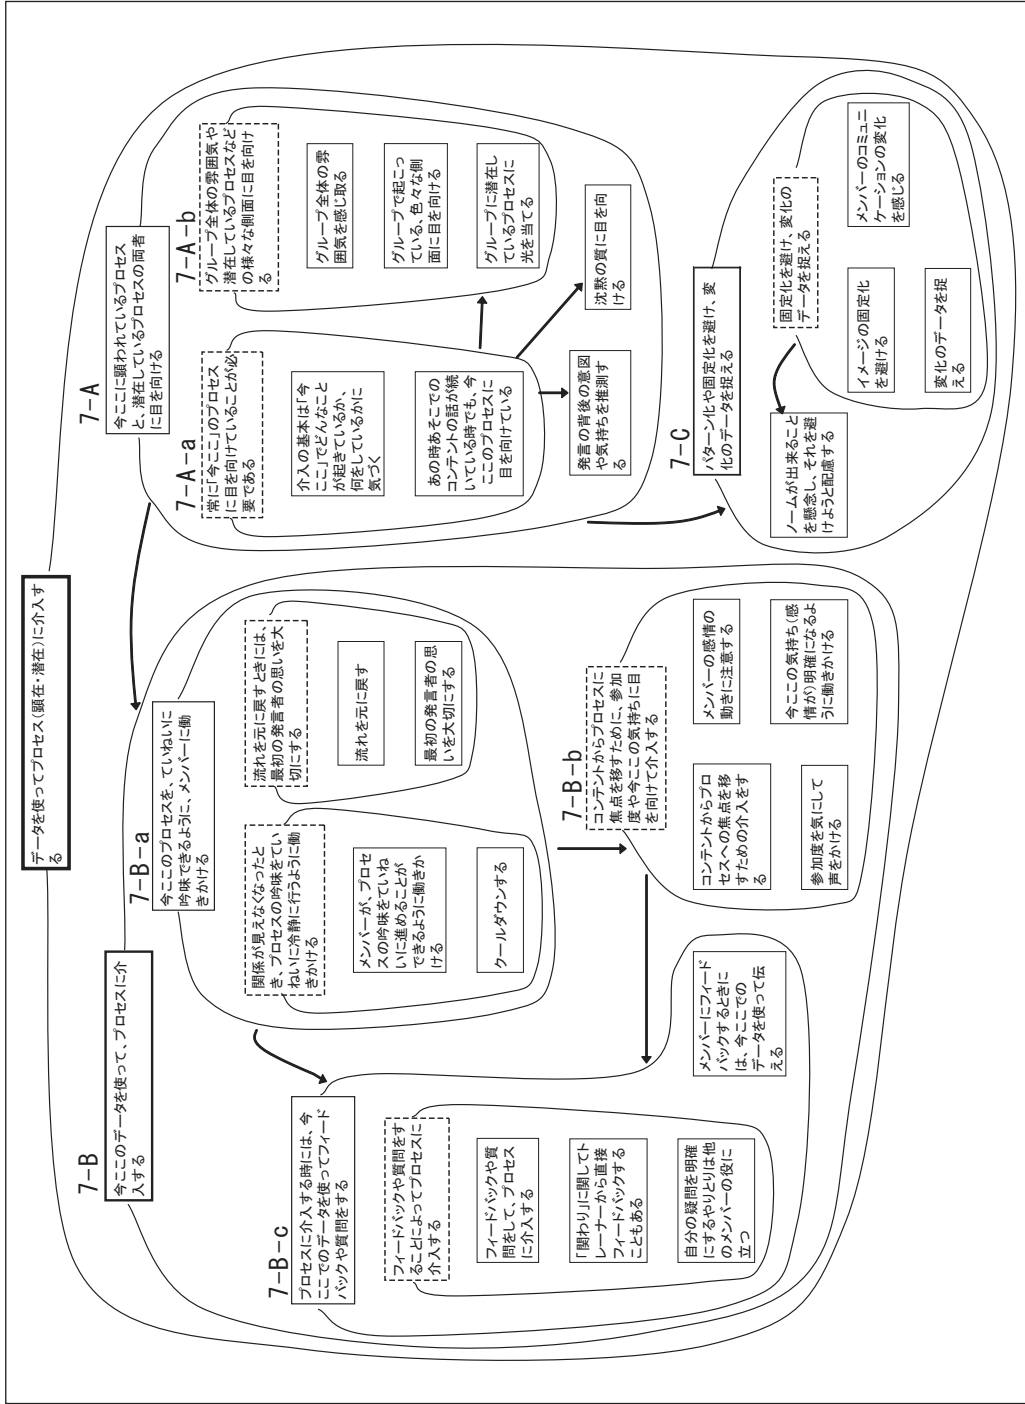 データを使ってプロセス(顕在・潜在)に介入す
る
7-B
今ここのデータを使って、プロセスに介
入する
7-B-a
今ここのプロセスを、ていねいに
吟味できるように、メンバーに働
きかける
関係が見えなくなったと
き、プロセスの吟味をてい
ねいに冷静に行うように働
きかける
メンバーが、プロセ
スの吟味をていね
いに進めることが
できるように働きか
ける
クールダウンする
流れを元に戻すときには、
最初の発言者の思いを大
切にする
流れを元に戻す
最初の発言者の思
いを大切にする
7-B-b
コンテントからプロセスに
焦点を移すために、参加
度や今ここの気持ちに目
を向けて介入する
コンテントからプロ
セスへの焦点を移
すための介入をす
る
参加度を気にして
声をかける
メンバーの感情の
動きに注意する
今ここの気持ち(感
情が)明確になるよ
うに働きかける
7-B-c
プロセスに介入する時には、今
ここでのデータを使ってフィード
バックや質問をする
フィードバックや質問をす
ることによってプロセスに
介入する
フィードバックや質
問をして、プロセス
に介入する
「関わり」に関してト
レーナーから直接
フィードバックする
こともある
自分の疑問を明確
にするやりとりは他
のメンバーの役に
立つ
メンバーにフィード
バックするときに
は、今ここでの
データを使って伝
える
7-A
今ここに顕われているプロセス
と、潜在しているプロセスの両者
に目を向ける
7-A-a
常に「今ここ」のプロセス
に目を向けていることが必
要である
介入の基本は「今
ここ」でどんなこと
が起きているか、
何をしているかに
気づく
あの時あそこでの
コンテントの話が続
いている時でも、今
ここのプロセスに
目を向けている
7-A-b
グループ全体の雰囲気や
潜在しているプロセスなど
の様々な側面に目を向け
る
グループ全体の雰
囲気を感じ取る
グループで起こっ
ている、色々な側
面に目を向ける
グループに潜在し
ているプロセスに
光を当てる
発言の背後の意図
や気持ちを推測す
る
沈黙の質に目を向
ける
7-C
パターン化や固定化を避け、変
化のデータを捉える
ノームが出来ること
を懸念し、それを避
けようと配慮する
固定化を避け、変化の
データを捉える
イメージの固定化
を避ける
変化のデータを捉
える
メンバーのコミュニ
ケーションの変化
を感じる